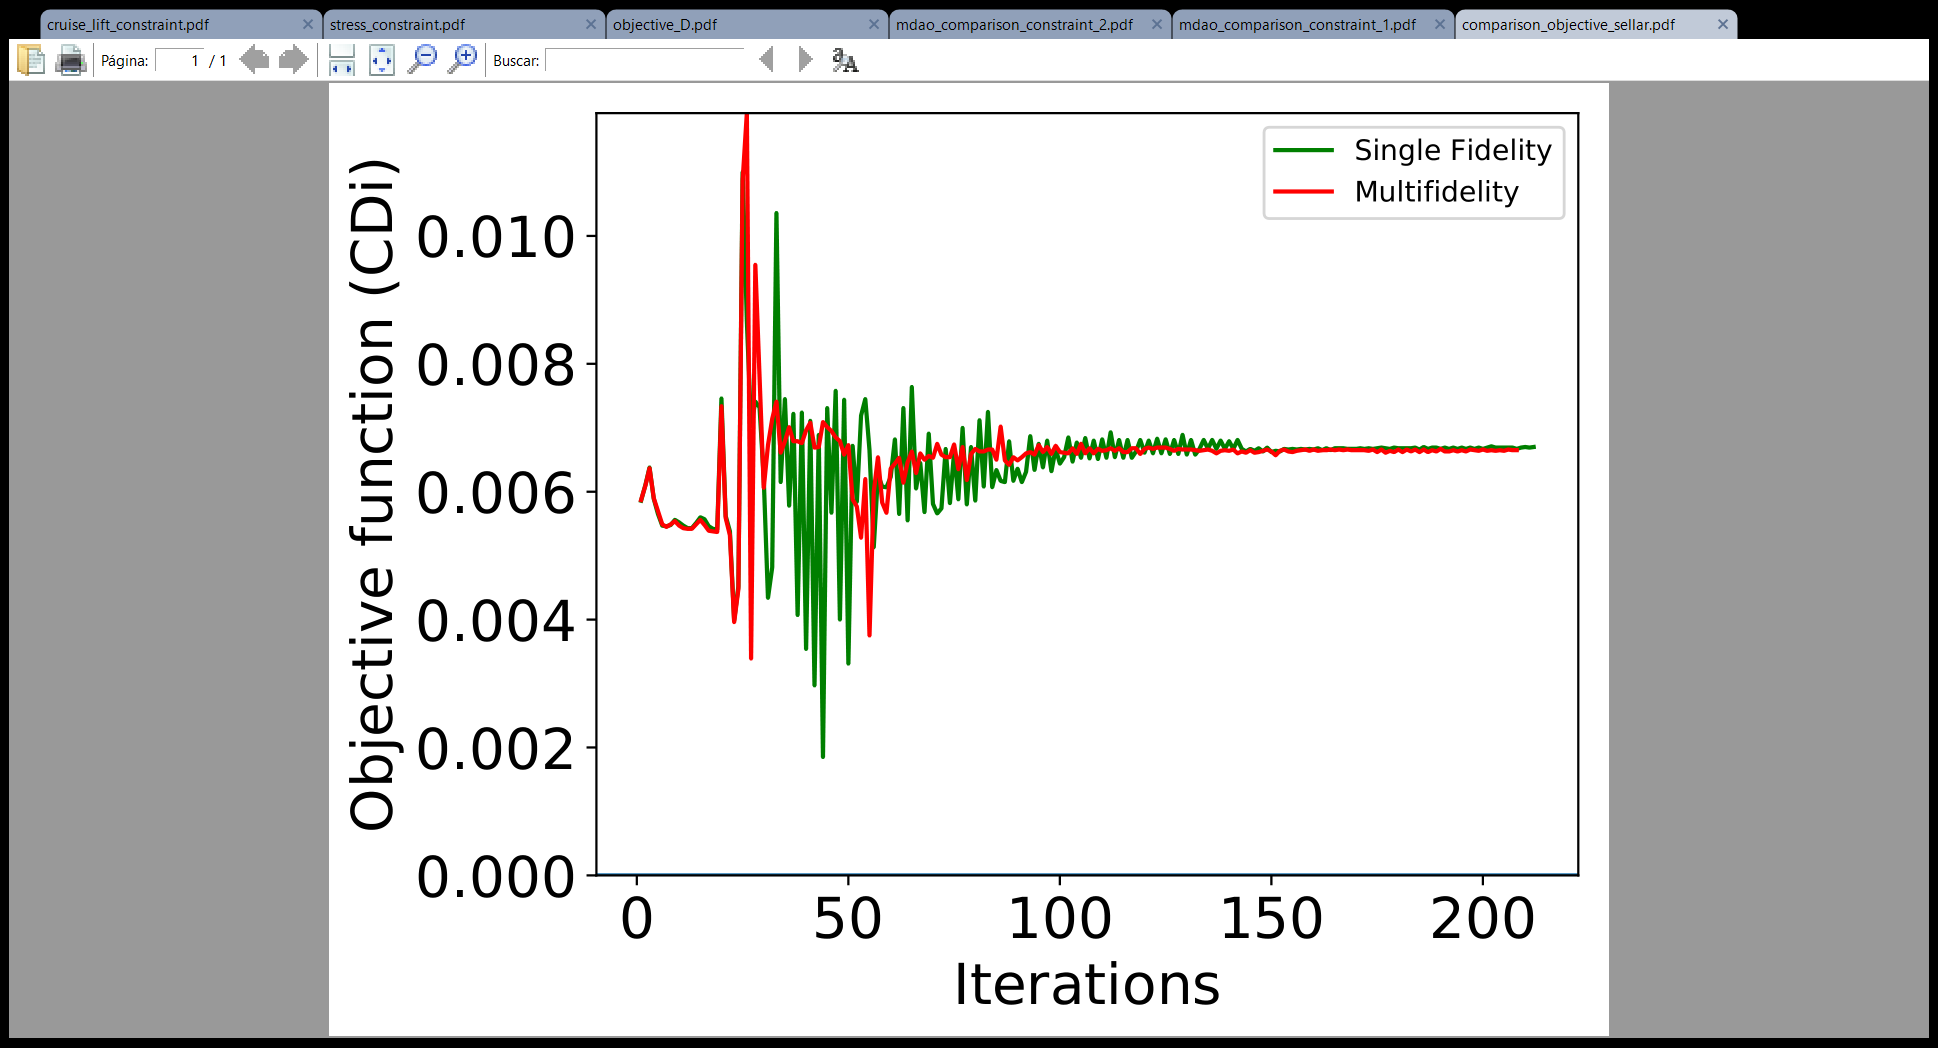 cruise_lift_constraint.pdf
stress_constraint.pdf
objective_D.pdf
mdao_comparison_constraint_2.pdf
mdao_comparison_constraint_1.pdf
comparison_objective_sellar.pdf
Página: 1 / 1
Buscar:
Single Fidelity
Multifidelity
Objective function (CDi)
0.010
0.008
0.006
0.004
0.002
0.000
0 50 100 150 200
Iterations